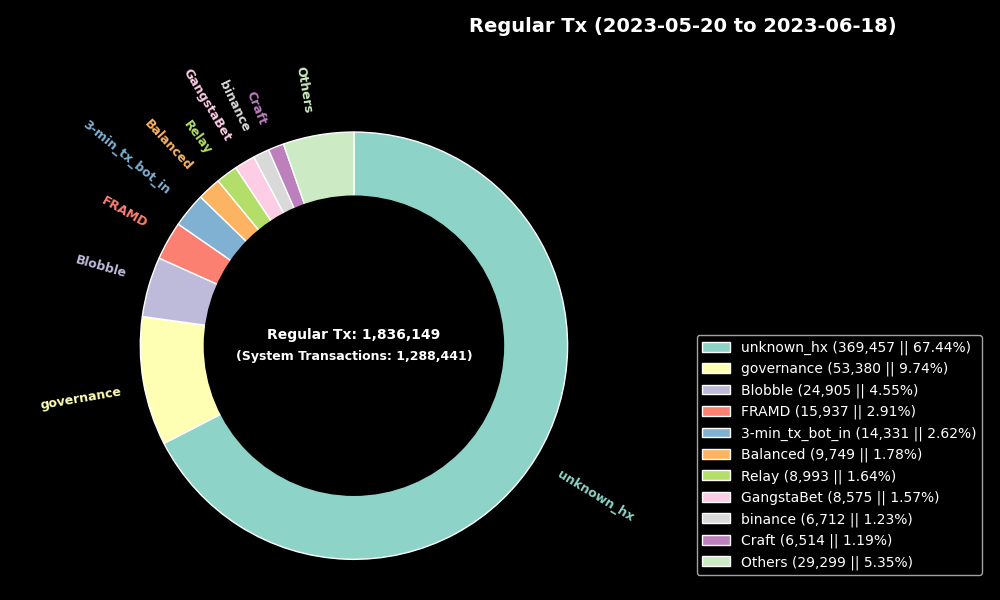 Regular Tx (2023-05-20 to 2023-06-18)
Others
Craft
binance
GangstaBet
Relay
Balanced
3-min_tx_bot_in
FRAMD
Blobble
governance
unknown_hx
Regular Tx: 1,836,149
(System Transactions: 1,288,441)
unknown_hx (369,457 || 67.44%)
governance (53,380 || 9.74%)
Blobble (24,905 || 4.55%)
FRAMD (15,937 || 2.91%)
3-min_tx_bot_in (14,331 || 2.62%)
Balanced (9,749 || 1.78%)
Relay (8,993 || 1.64%)
GangstaBet (8,575 || 1.57%)
binance (6,712 || 1.23%)
Craft (6,514 || 1.19%)
Others (29,299 || 5.35%)